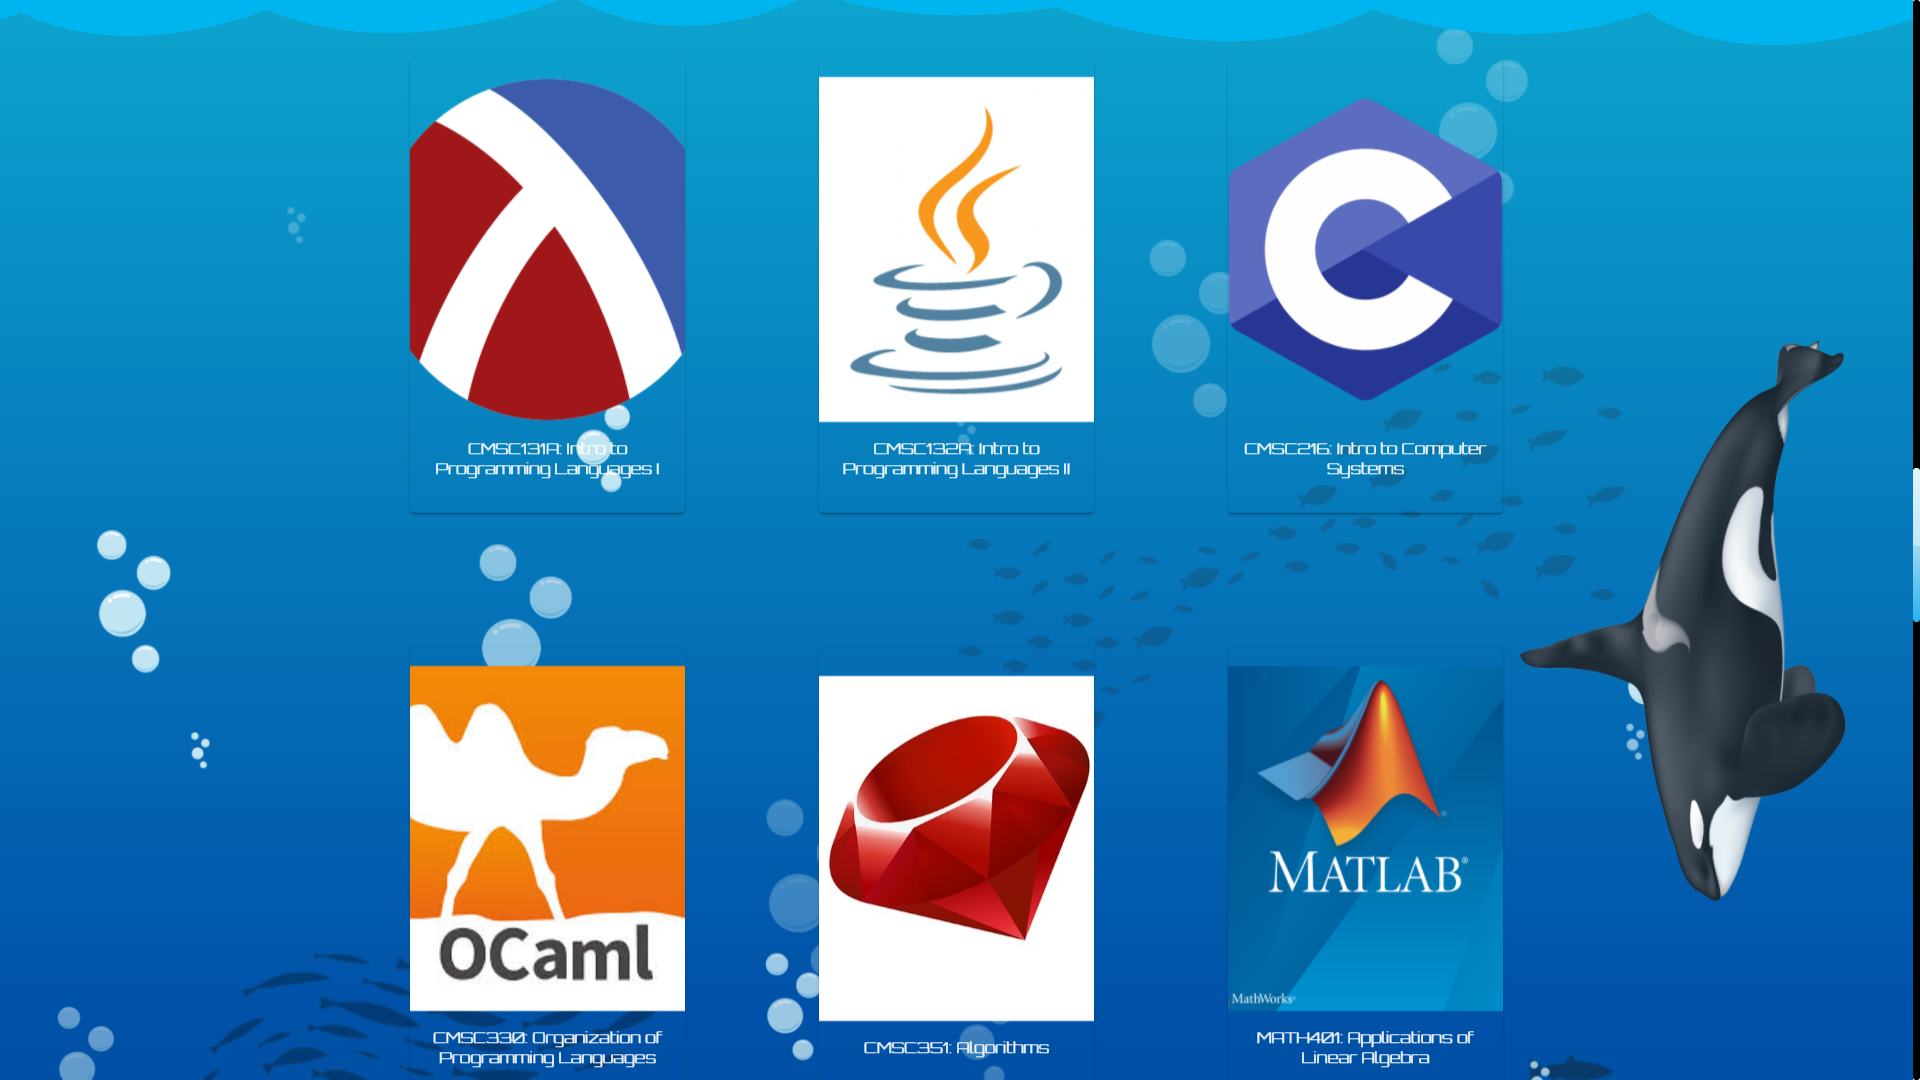 CMSC131A: Intro to
Programming Languages I
CMSC132A: Intro to
Programming Languages II
CMSC216: Intro to Computer
Systems
OCaml
MATLAB®
MathWorks®
CMSC330: Organization of
Programming Languages
CMSC351: Algorithms
MATH401: Applications of
Linear Algebra